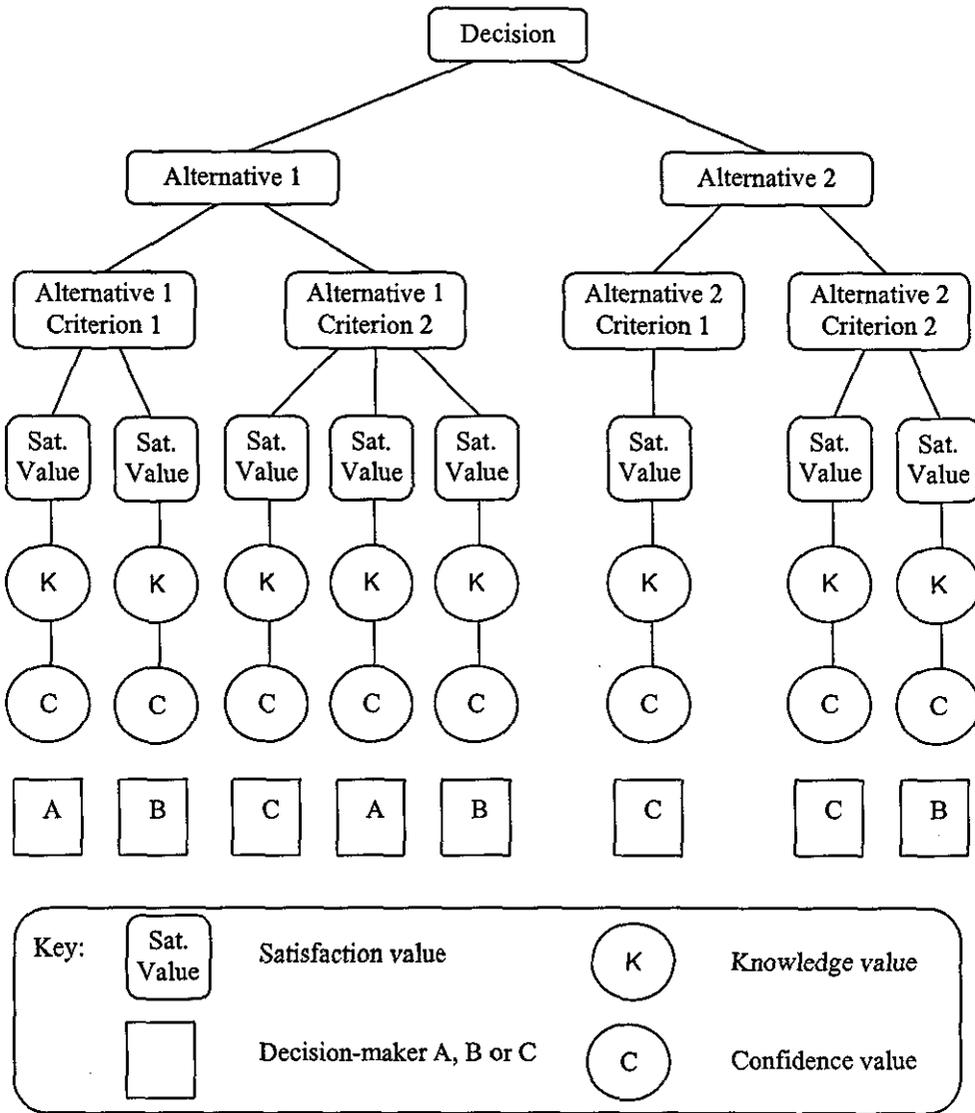 Decision
Alternative 1
Alternative 2
Alternative 1
Criterion 1
Alternative 1
Criterion 2
Alternative 2
Criterion 1
Alternative 2
Criterion 2
Sat.
Value
Sat.
Value
Sat.
Value
Sat.
Value
Sat.
Value
Sat.
Value
Sat.
Value
Sat.
Value
K
K
K
K
K
K
K
K
C
C
C
C
C
C
C
C
A
B
C
A
B
C
C
B
Key:
Sat.
Value
Satisfaction value
K
Knowledge value
Decision-maker A, B or C
C
Confidence value